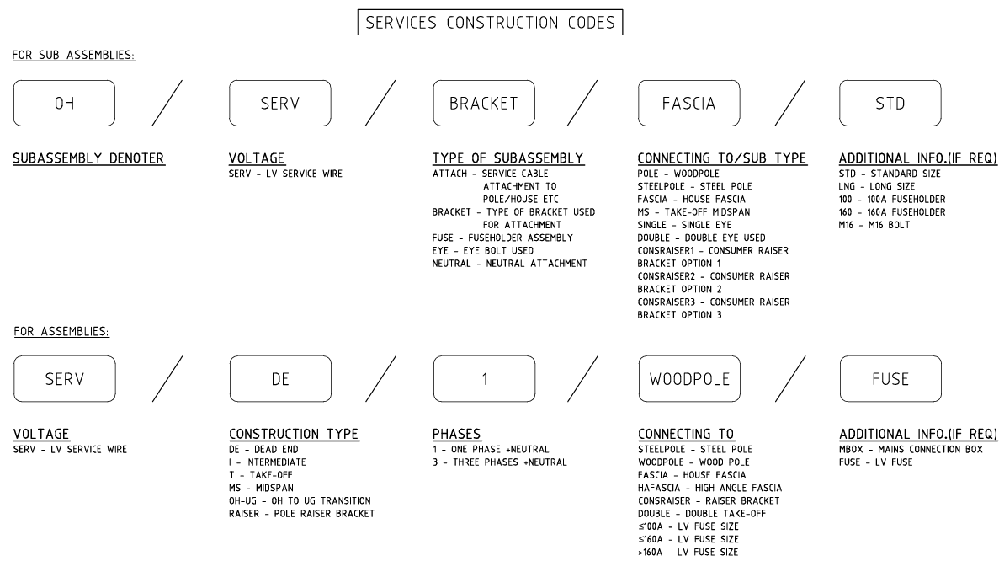 SERVICES CONSTRUCTION CODES
FOR SUB-ASSEMBLIES:
OH / SERV / BRACKET / FASCIA / STD
SUBASSEMBLY DENOTER
VOLTAGE
SERV - LV SERVICE WIRE
TYPE OF SUBASSEMBLY
ATTACH - SERVICE CABLE
ATTACHMENT TO
POLE/HOUSE ETC
BRACKET - TYPE OF BRACKET USED
FOR ATTACHMENT
FUSE - FUSEHOLDER ASSEMBLY
EYE - EYE BOLT USED
NEUTRAL - NEUTRAL ATTACHMENT
CONNECTING TO/SUB TYPE
POLE - WOODPOLE
STEELPOLE - STEEL POLE
FASCIA - HOUSE FASCIA
MS - TAKE-OFF MIDSPAN
SINGLE - SINGLE EYE
DOUBLE - DOUBLE EYE USED
CONSRAISER1 - CONSUMER RAISER
BRACKET OPTION 1
CONSRAISER2 - CONSUMER RAISER
BRACKET OPTION 2
CONSRAISER3 - CONSUMER RAISER
BRACKET OPTION 3
ADDITIONAL INFO.(IF REQ)
STD - STANDARD SIZE
LNG - LONG SIZE
100 - 100A FUSEHOLDER
160 - 160A FUSEHOLDER
M16 - M16 BOLT
FOR ASSEMBLIES:
SERV / DE / 1 / WOODPOLE / FUSE
VOLTAGE
SERV - LV SERVICE WIRE
CONSTRUCTION TYPE
DE - DEAD END
I - INTERMEDIATE
T - TAKE-OFF
MS - MIDSPAN
OH-UG - OH TO UG TRANSITION
RAISER - POLE RAISER BRACKET
PHASES
1 - ONE PHASE +NEUTRAL
3 - THREE PHASES +NEUTRAL
CONNECTING TO
STEELPOLE - STEEL POLE
WOODPOLE - WOOD POLE
FASCIA - HOUSE FASCIA
HAFASCIA - HIGH ANGLE FASCIA
CONSRAISER - RAISER BRACKET
DOUBLE - DOUBLE TAKE-OFF
≤100A - LV FUSE SIZE
≤160A - LV FUSE SIZE
>160A - LV FUSE SIZE
ADDITIONAL INFO.(IF REQ)
MBOX - MAINS CONNECTION BOX
FUSE - LV FUSE